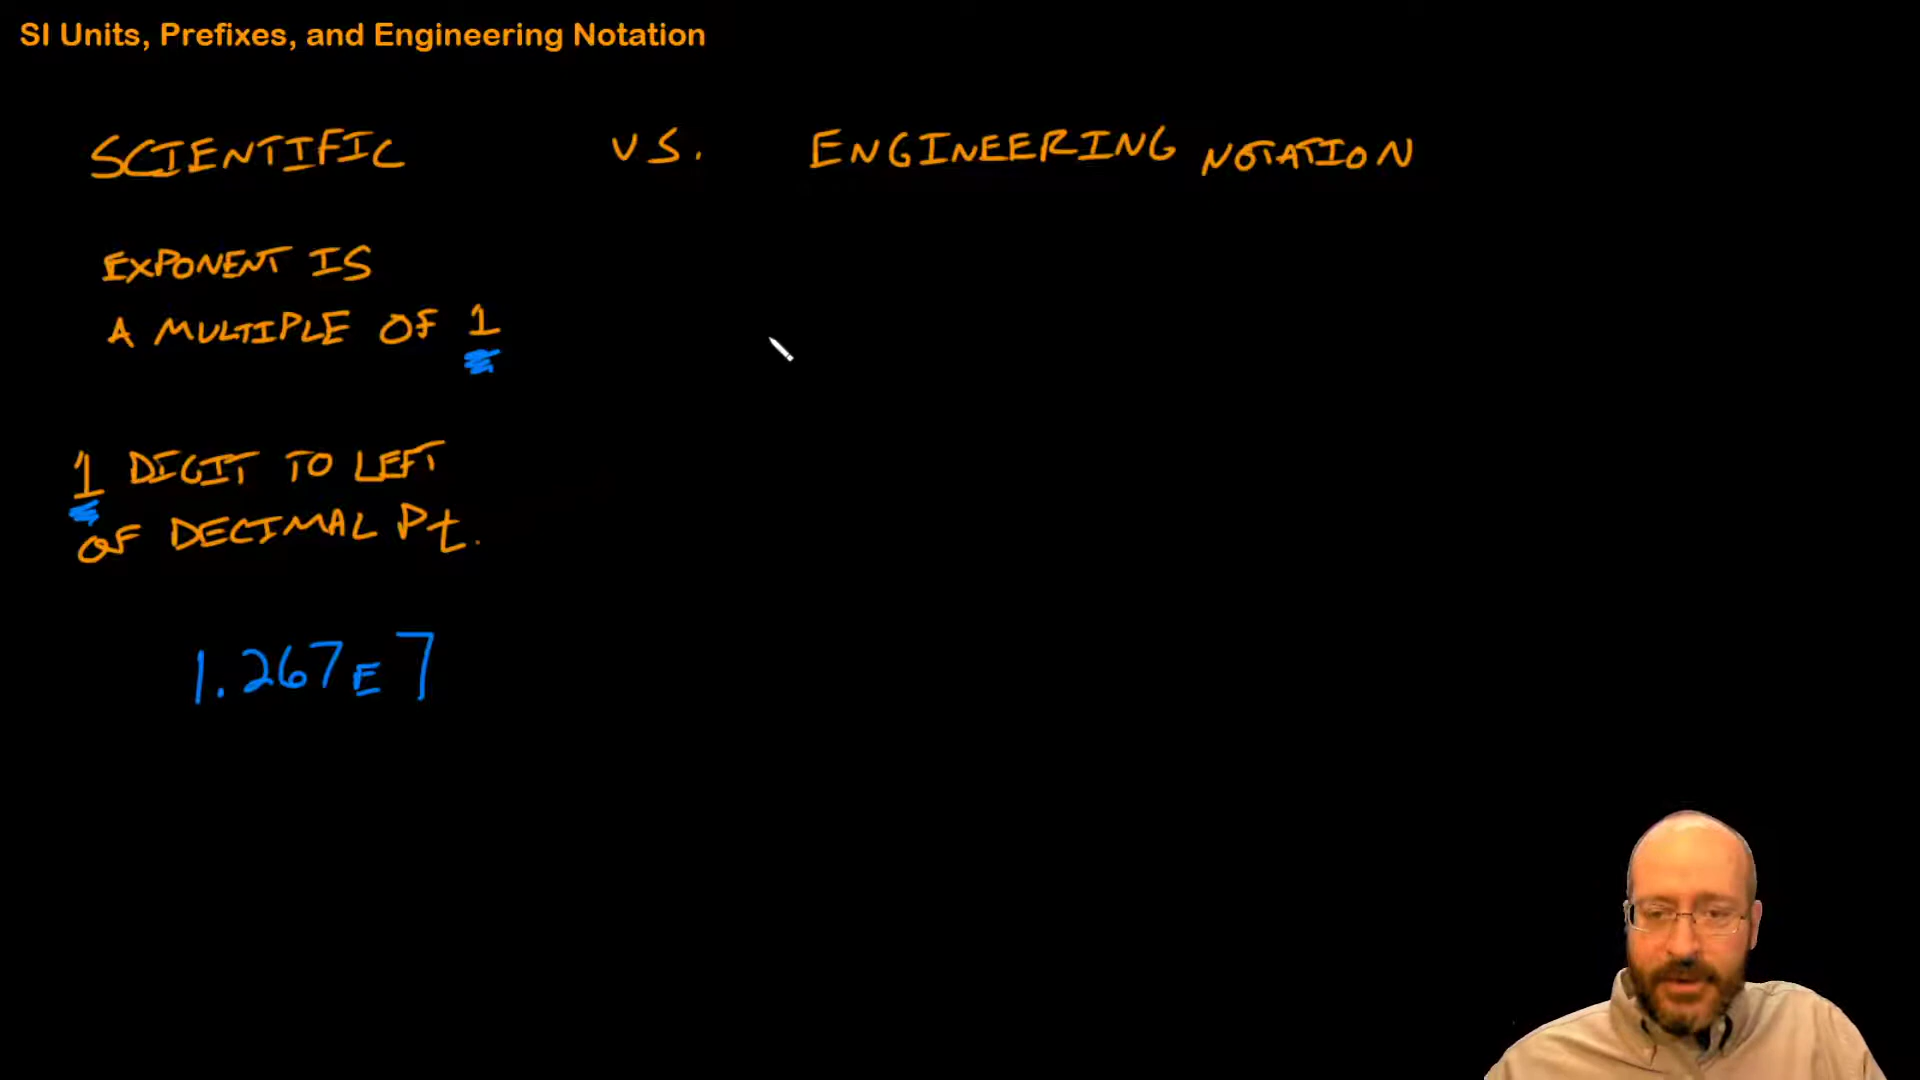 SI Units, Prefixes, and Engineering Notation
SCIENTIFIC VS. ENGINEERING NOTATION
EXPONENT IS
A MULTIPLE OF 1
1 DIGIT TO LEFT
OF DECIMAL Pt.
1.267E7